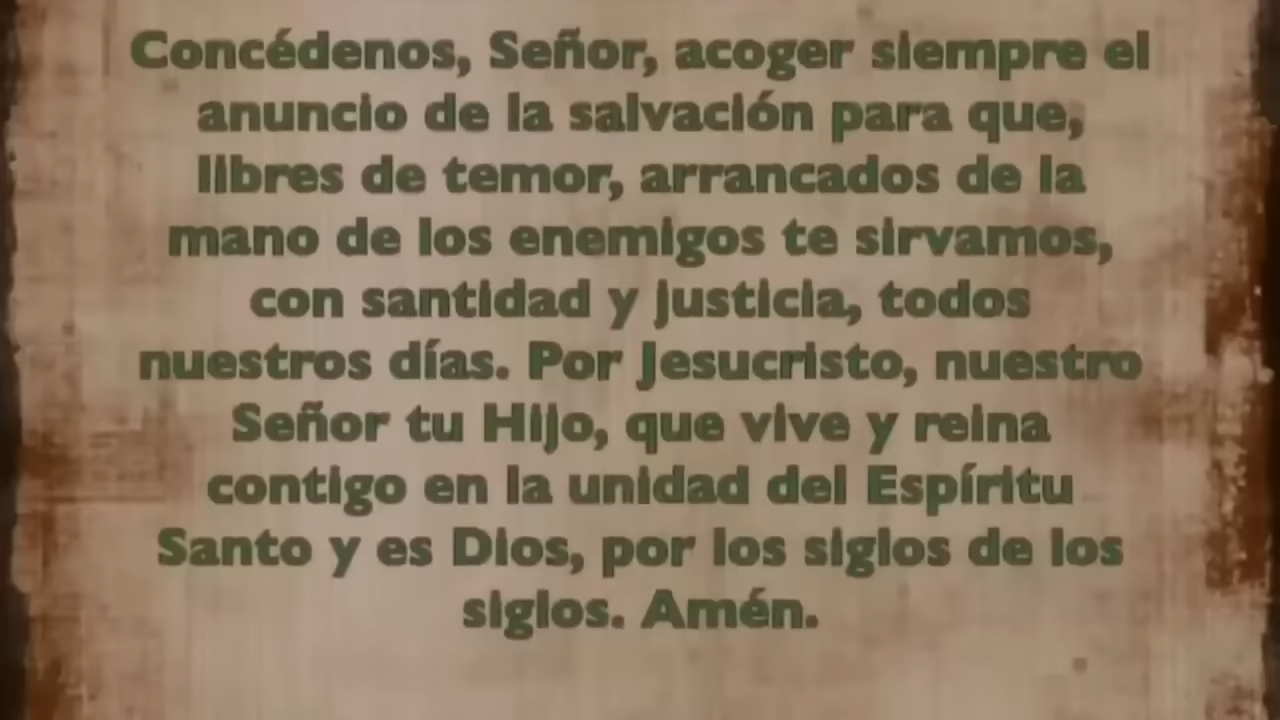 Concédenos, Señor, acoger siempre el
anuncio de la salvación para que,
libres de temor, arrancados de la
mano de los enemigos te sirvamos,
con santidad y justicia, todos
nuestros días. Por Jesucristo, nuestro
Señor tu Hijo, que vive y reina
contigo en la unidad del Espíritu
Santo y es Dios, por los siglos de los
siglos. Amén.